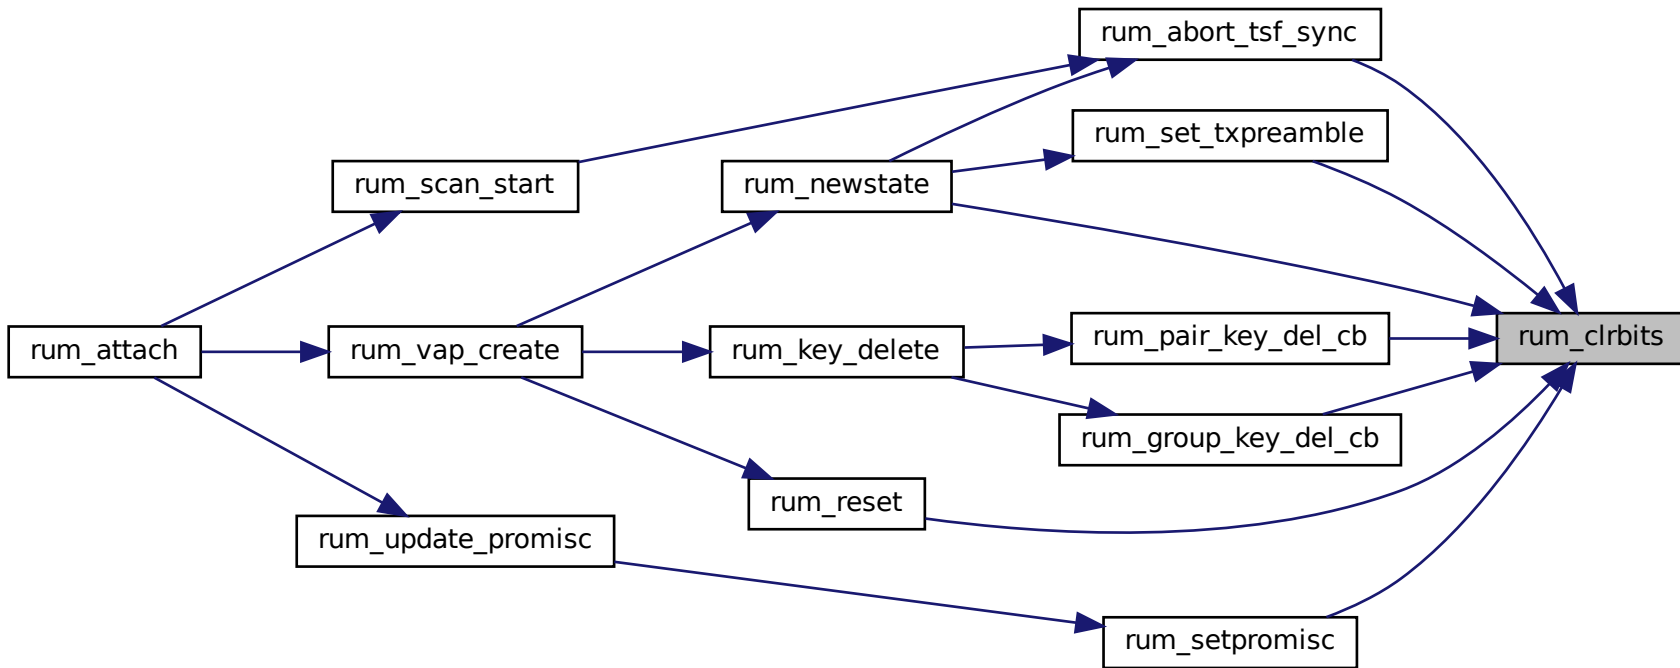 rum_abort_tsf_sync
rum_set_txpreamble
rum_scan_start
rum_newstate
rum_attach
rum_vap_create
rum_key_delete
rum_pair_key_del_cb
rum_clrbits
rum_group_key_del_cb
rum_reset
rum_update_promisc
rum_setpromisc